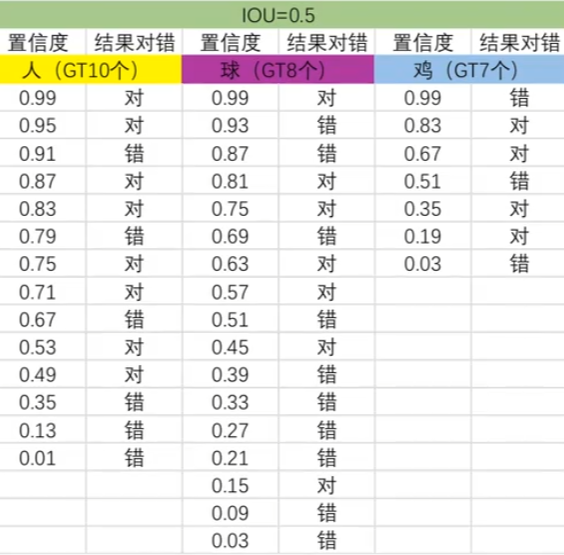 IOU=0.5
置信度 结果对错 置信度 结果对错 置信度 结果对错
人（GT10个） 球（GT8个） 鸡（GT7个）
0.99 对 0.99 对 0.99 错
0.95 对 0.93 错 0.83 对
0.91 错 0.87 错 0.67 对
0.87 对 0.81 对 0.51 错
0.83 对 0.75 对 0.35 对
0.79 错 0.69 错 0.19 对
0.75 对 0.63 对 0.03 错
0.71 对 0.57 对
0.67 错 0.51 错
0.53 对 0.45 对
0.49 对 0.39 错
0.35 错 0.33 错
0.13 错 0.27 错
0.01 错 0.21 错
0.15 对
0.09 错
0.03 错